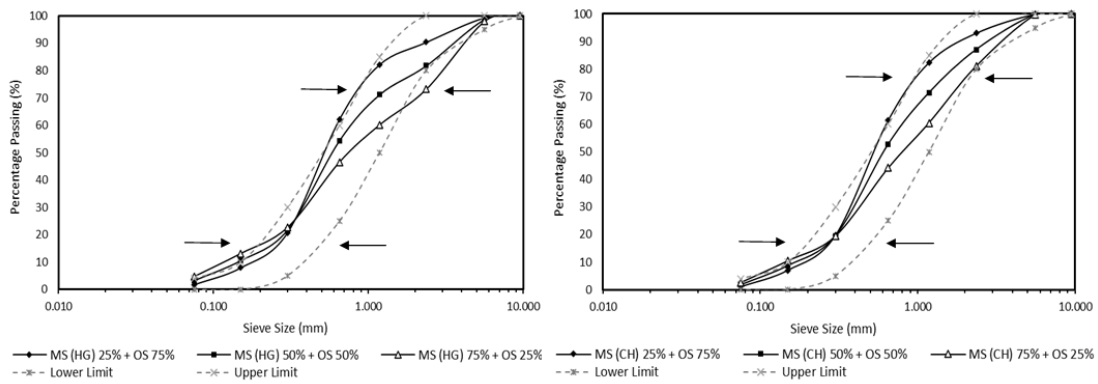 Percentage Passing (%)
100
90
80
70
60
50
40
30
20
10
0
0.010 0.100 1.000 10.000
Sieve Size (mm)
MS (HG) 25% + OS 75% MS (HG) 50% + OS 50% MS (HG) 75% + OS 25%
Lower Limit Upper Limit
Percentage Passing (%)
100
90
80
70
60
50
40
30
20
10
0
0.010 0.100 1.000 10.000
Sieve Size (mm)
MS (CH) 25% + OS 75% MS (CH) 50% + OS 50% MS (CH) 75% + OS 25%
Lower Limit Upper Limit